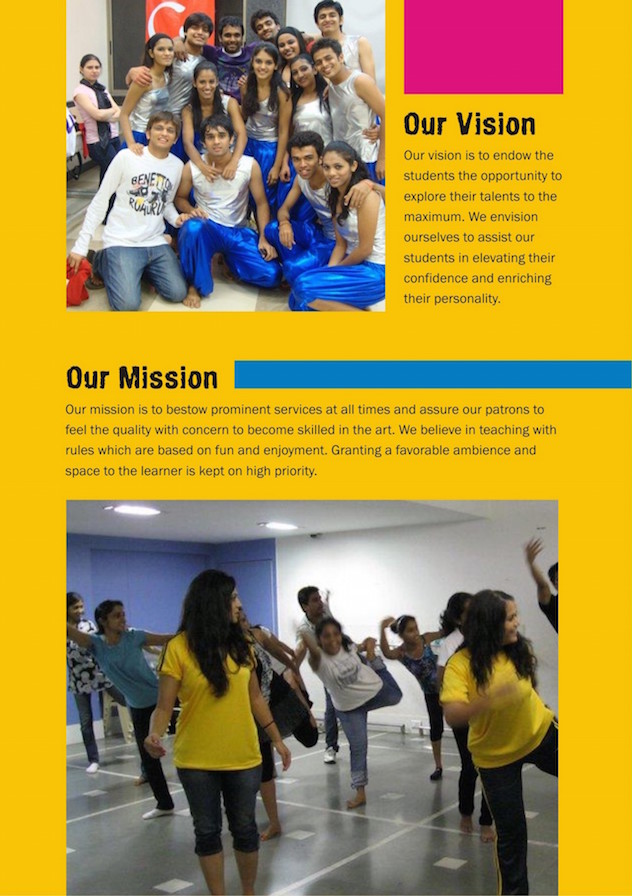 BENETTON
Our Vision
Our vision is to endow the
students the opportunity to
explore their talents to the
maximum. We envision
ourselves to assist our
students in elevating their
confidence and enriching
their personality.
Our Mission
Our mission is to bestow prominent services at all times and assure our patrons to
feel the quality with concern to become skilled in the art. We believe in teaching with
rules which are based on fun and enjoyment. Granting a favorable ambience and
space to the learner is kept on high priority.